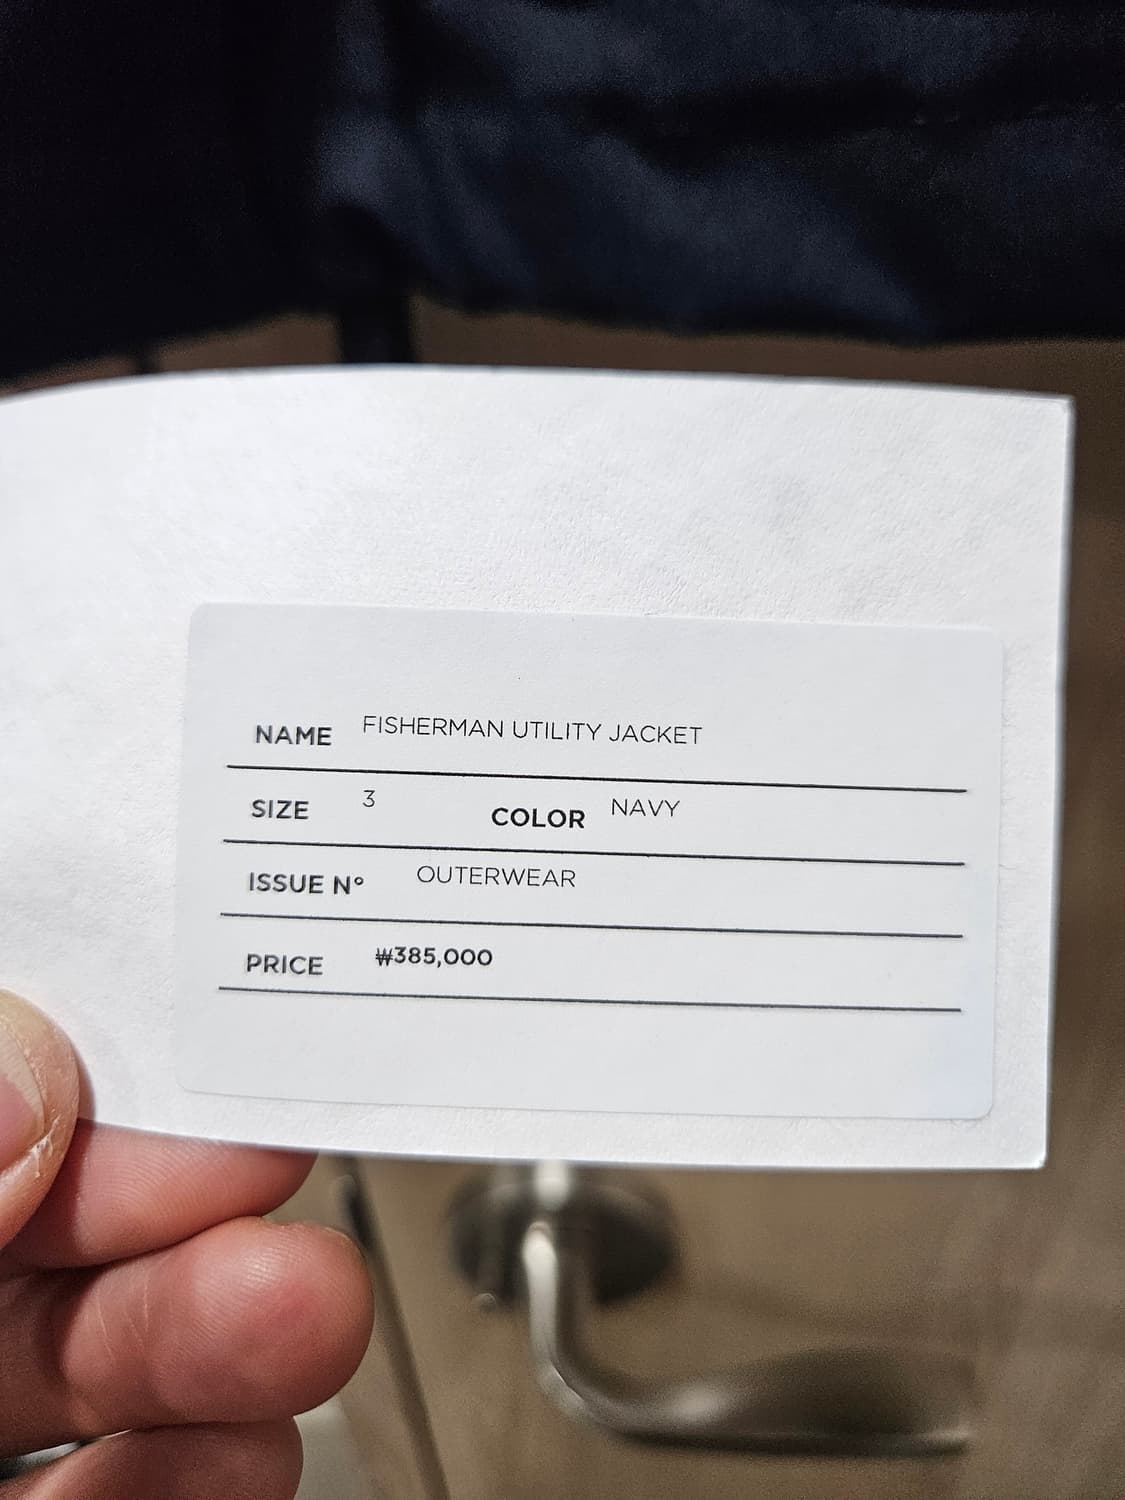 NAME FISHERMAN UTILITY JACKET
SIZE 3 COLOR NAVY
ISSUE N° OUTERWEAR
PRICE ₩385,000